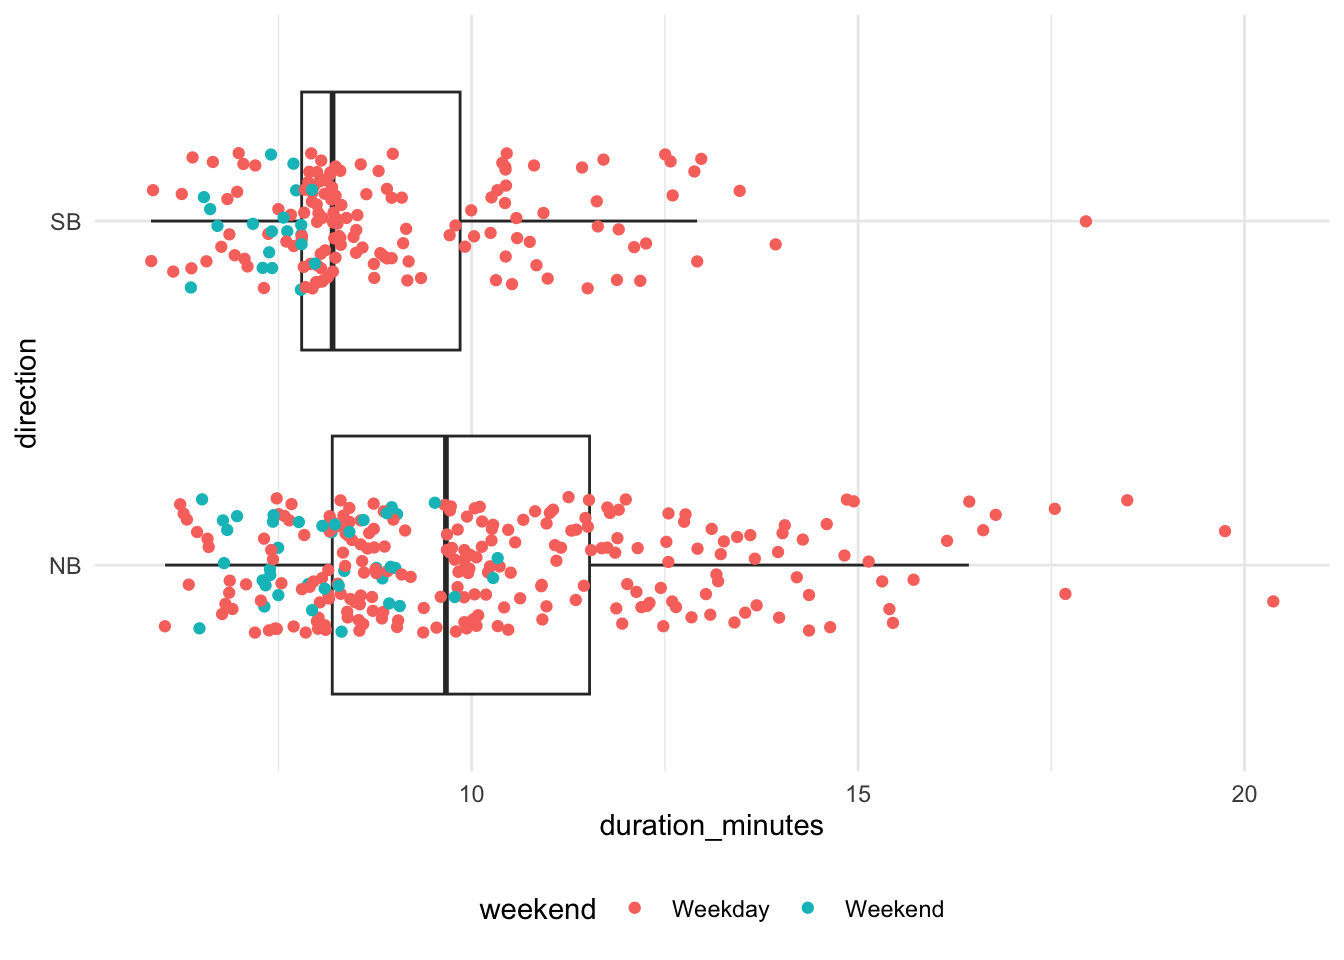 SB
NB
direction
10
15
20
duration_minutes
weekend
Weekday
Weekend